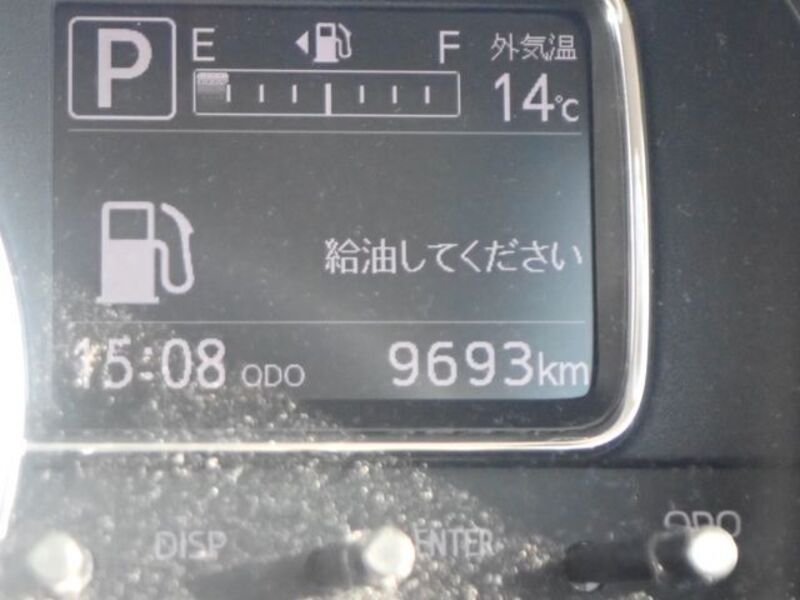 P E F 外気温
14℃
給油してください
15:08 ODO 9693km
DISP ENTER ODO